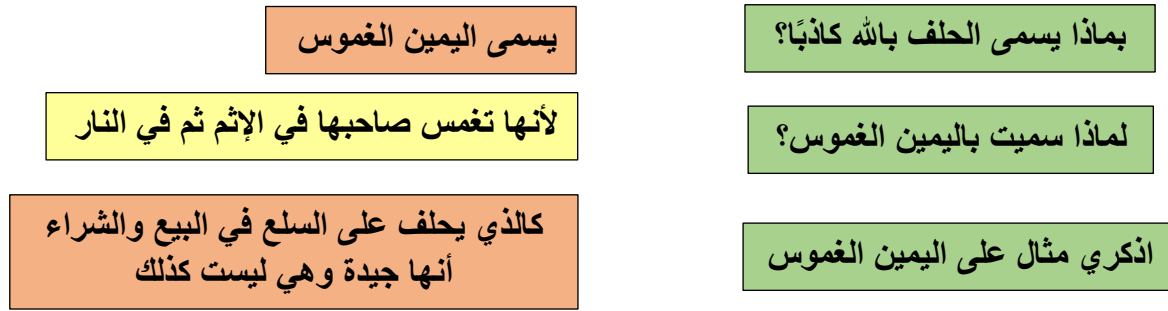 بماذا يسمى الحلف بالله كاذبًا؟
يسمى اليمين الغموس
لماذا سميت باليمين الغموس؟
لأنها تغمس صاحبها في الإثم ثم في النار
اذكري مثال على اليمين الغموس
كالذي يحلف على السلع في البيع والشراء
أنها جيدة وهي ليست كذلك